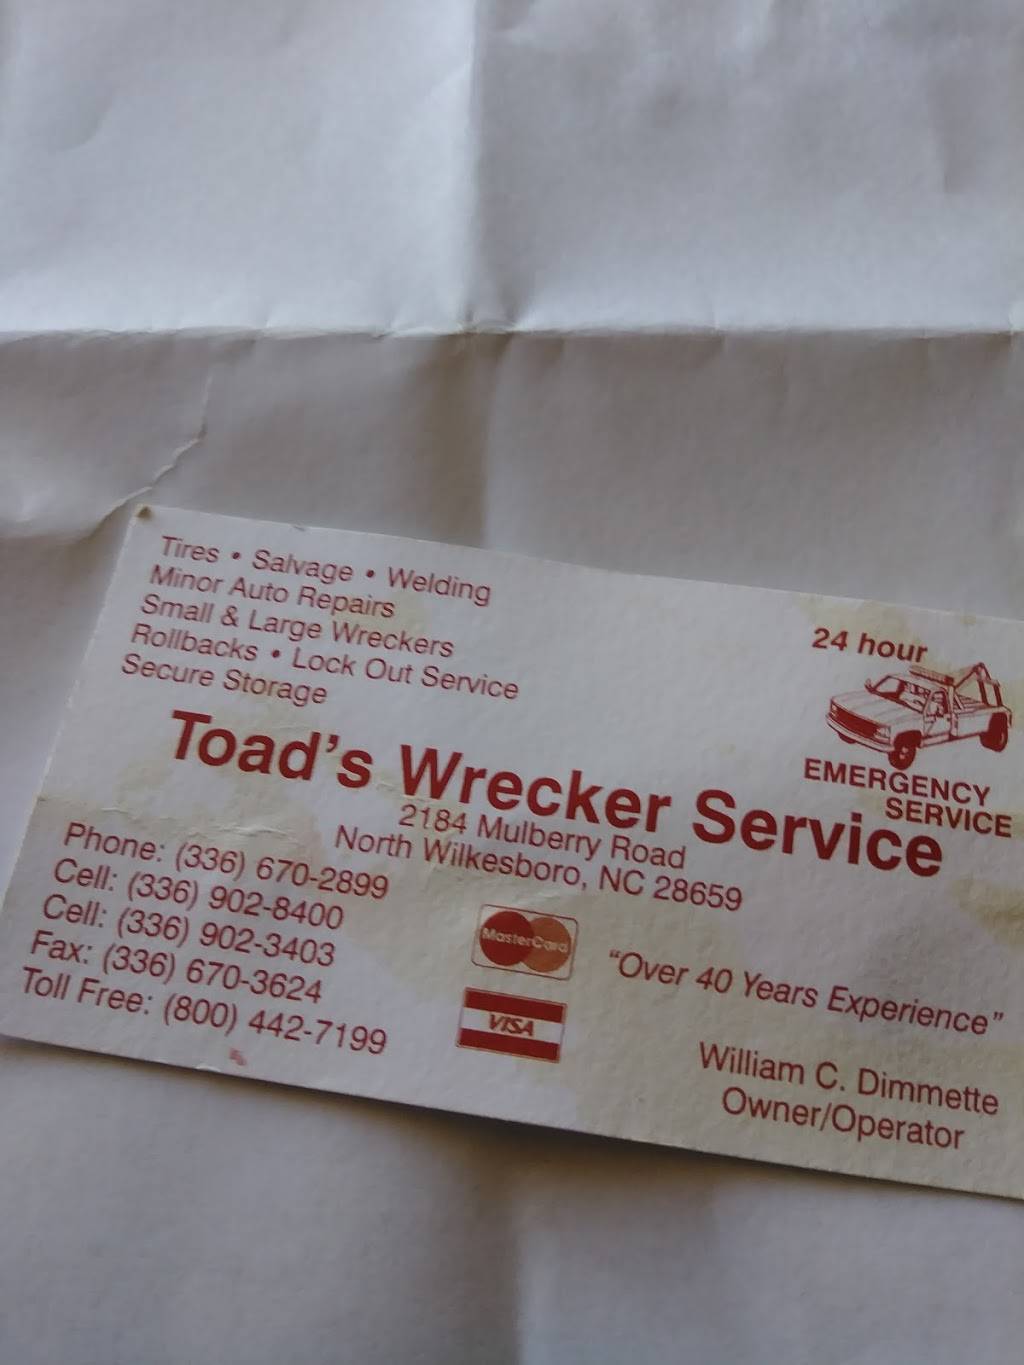 Tires • Salvage • Welding
Minor Auto Repairs
Small & Large Wreckers
Rollbacks • Lock Out Service
Secure Storage
24 hour
EMERGENCY
SERVICE
Toad's Wrecker Service
2184 Mulberry Road
North Wilkesboro, NC 28659
Phone: (336) 670-2899
Cell: (336) 902-8400
Cell: (336) 902-3403
Fax: (336) 670-3624
Toll Free: (800) 442-7199
MasterCard
VISA
"Over 40 Years Experience"
William C. Dimmette
Owner/Operator